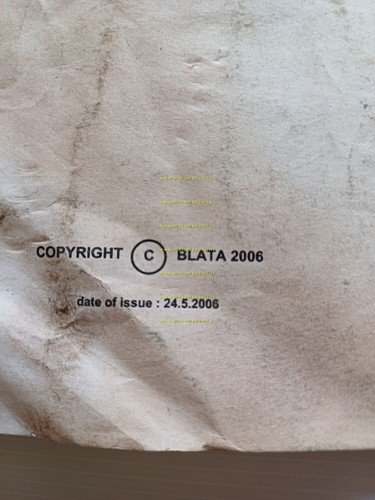 COPYRIGHT © BLATA 2006
date of issue : 24.5.2006